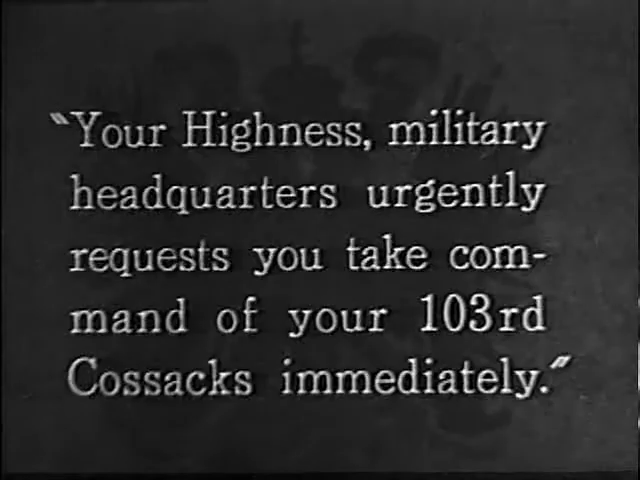 "Your Highness, military
headquarters urgently
requests you take com-
mand of your 103rd
Cossacks immediately."